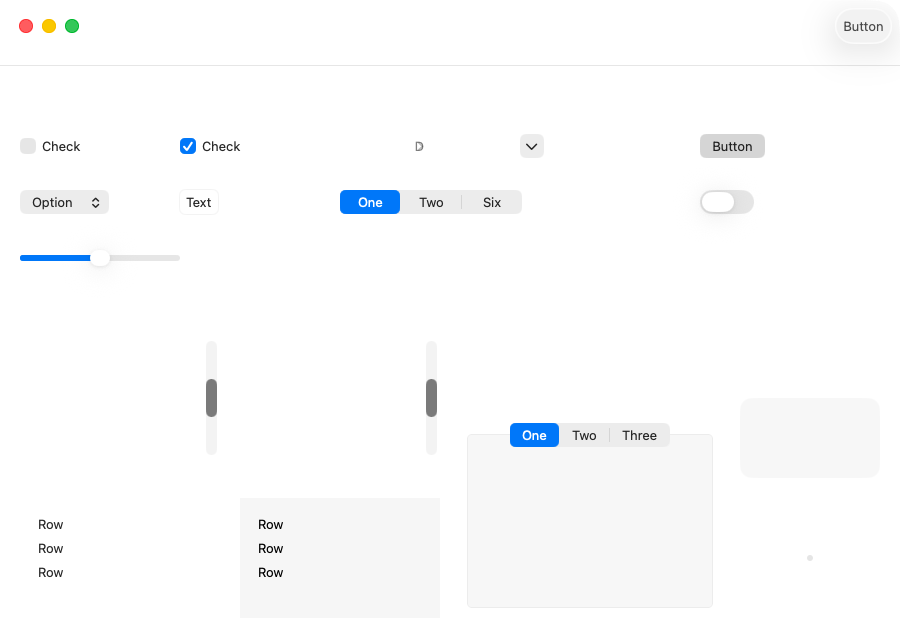 Button
Check
Check
Button
Option
Text
One
Two
Six
One
Two
Three
Row
Row
Row
Row
Row
Row